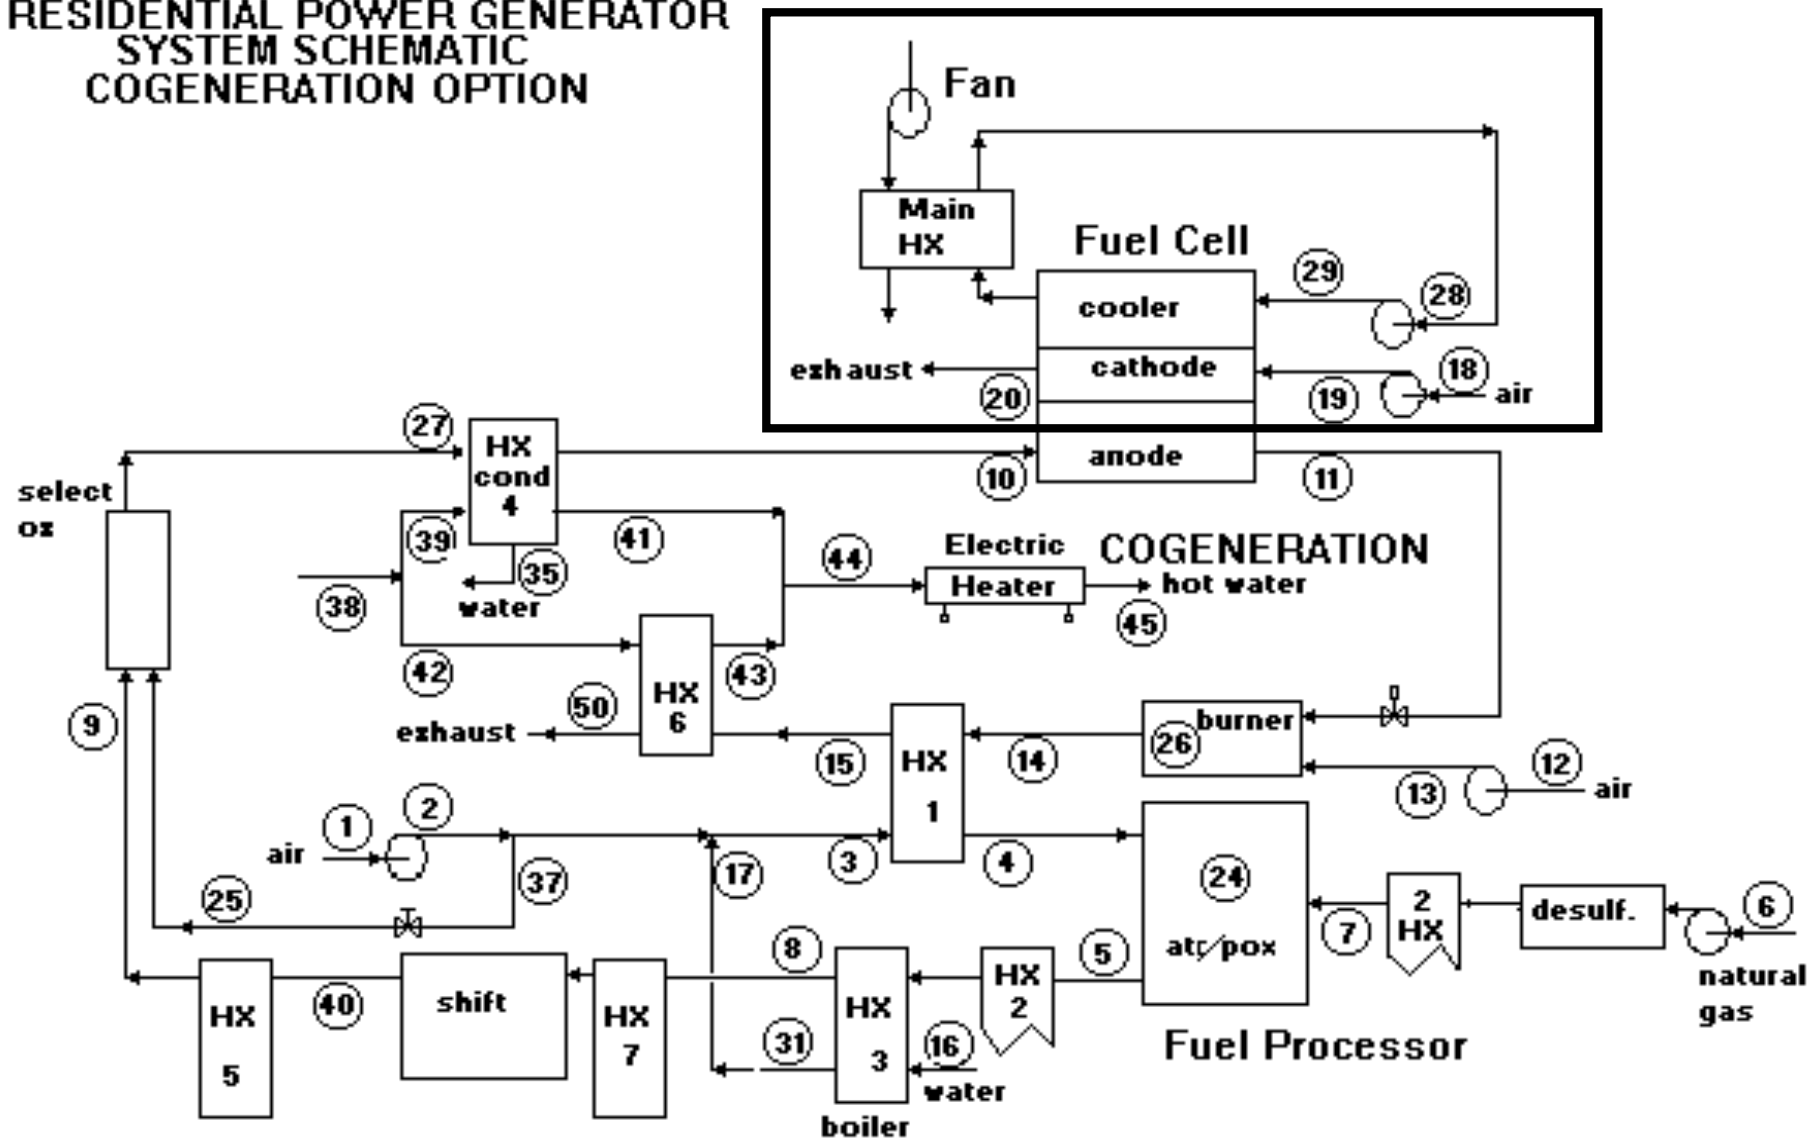 RESIDENTIAL POWER GENERATOR
SYSTEM SCHEMATIC
COGENERATION OPTION
Fan
Main
HX
Fuel Cell
29
28
cooler
exhaust
cathode
18
20
19
air
27
HX
cond
4
anode
10
11
select
ox
39
41
35
Electric
COGENERATION
44
Heater
hot water
38
water
45
42
43
HX
6
50
9
exhaust
burner
26
15
HX
1
14
12
13
air
2
1
air
3
4
17
37
24
2
HX
desulf.
6
25
8
5
atr/pox
7
natural
gas
HX
5
40
shift
HX
7
HX
3
HX
2
31
16
water
Fuel Processor
boiler